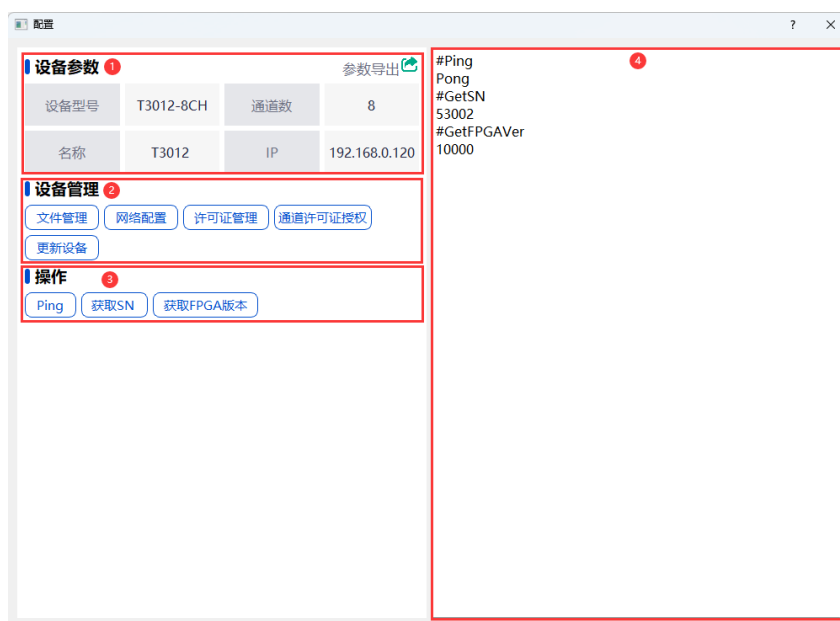 配置
? ×
设备参数 1 参数导出
设备型号 T3012-8CH 通道数 8
名称 T3012 IP 192.168.0.120
设备管理 2
文件管理 网络配置 许可证管理 通道许可证授权
更新设备
操作 3
Ping 获取SN 获取FPGA版本
4
#Ping
Pong
#GetSN
53002
#GetFPGAVer
10000